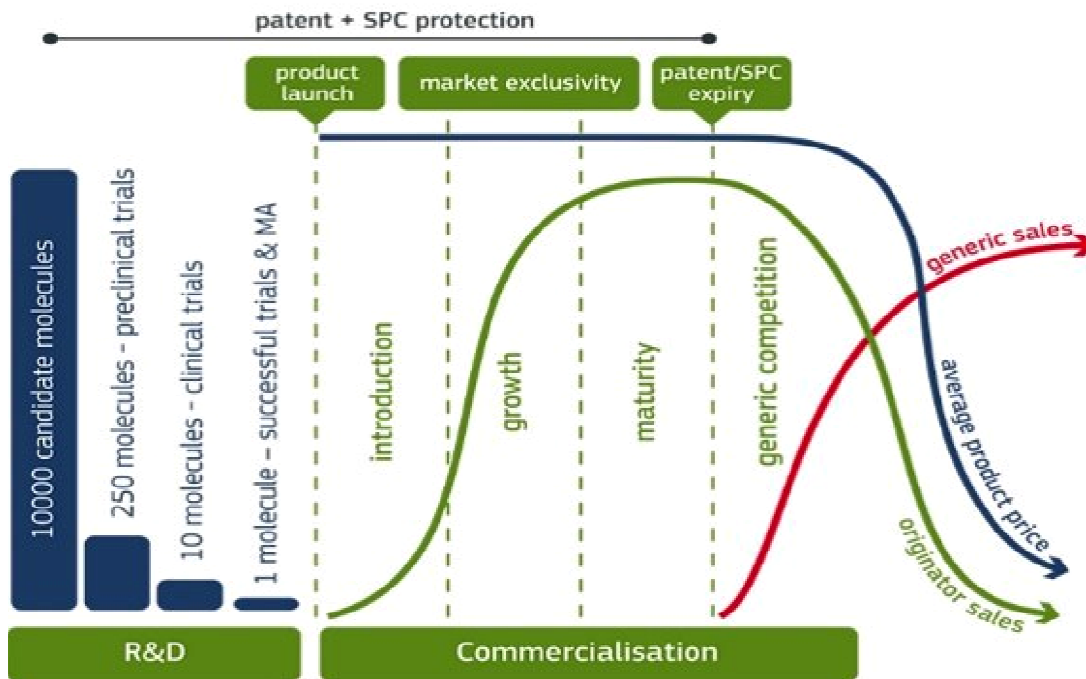 patent + SPC protection
product
launch
market exclusivity
patent/SPC
expiry
10000 candidate molecules
250 molecules - preclinical trials
10 molecules - clinical trials
1 molecule – successful trials & MA
introduction
growth
maturity
generic competition
generic sales
average product price
originator sales
R&D
Commercialisation